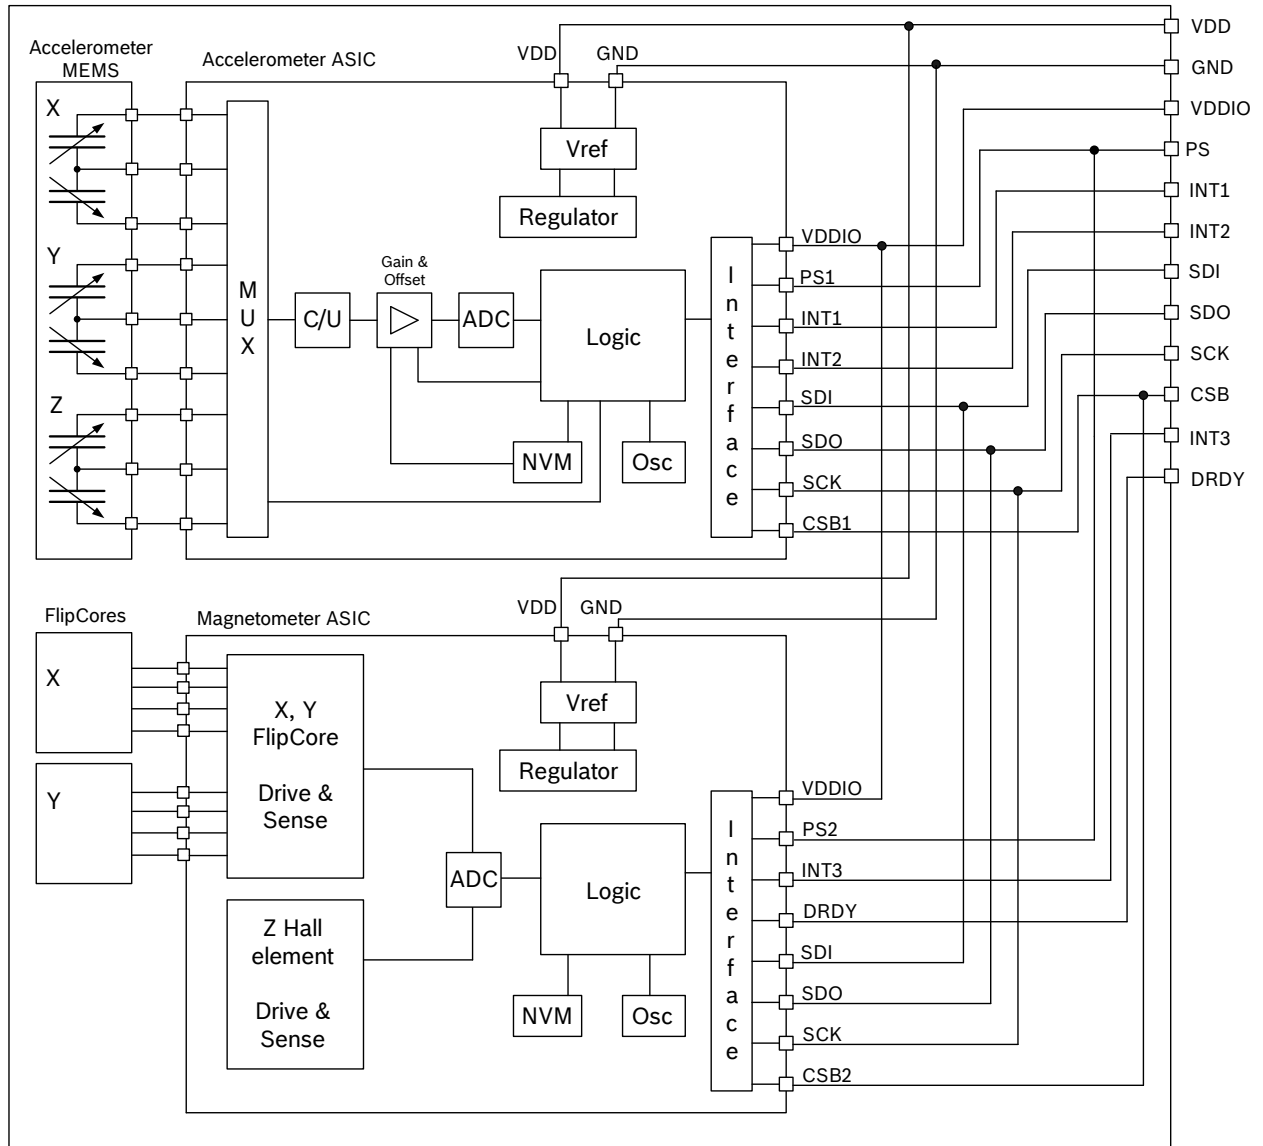 VDD
GND
VDDIO
PS
INT1
INT2
SDI
SDO
SCK
CSB
INT3
DRDY
Accelerometer
MEMS
X
Y
Z
Accelerometer ASIC
VDD
GND
Vref
Regulator
M
U
X
C/U
Gain &
Offset
ADC
Logic
NVM
Osc
I
n
t
e
r
f
a
c
e
VDDIO
PS1
INT1
INT2
SDI
SDO
SCK
CSB1
FlipCores
X
Y
Magnetometer ASIC
VDD
GND
Vref
Regulator
X, Y
FlipCore
Drive &
Sense
Z Hall
element
Drive &
Sense
ADC
Logic
NVM
Osc
I
n
t
e
r
f
a
c
e
VDDIO
PS2
INT3
DRDY
SDI
SDO
SCK
CSB2